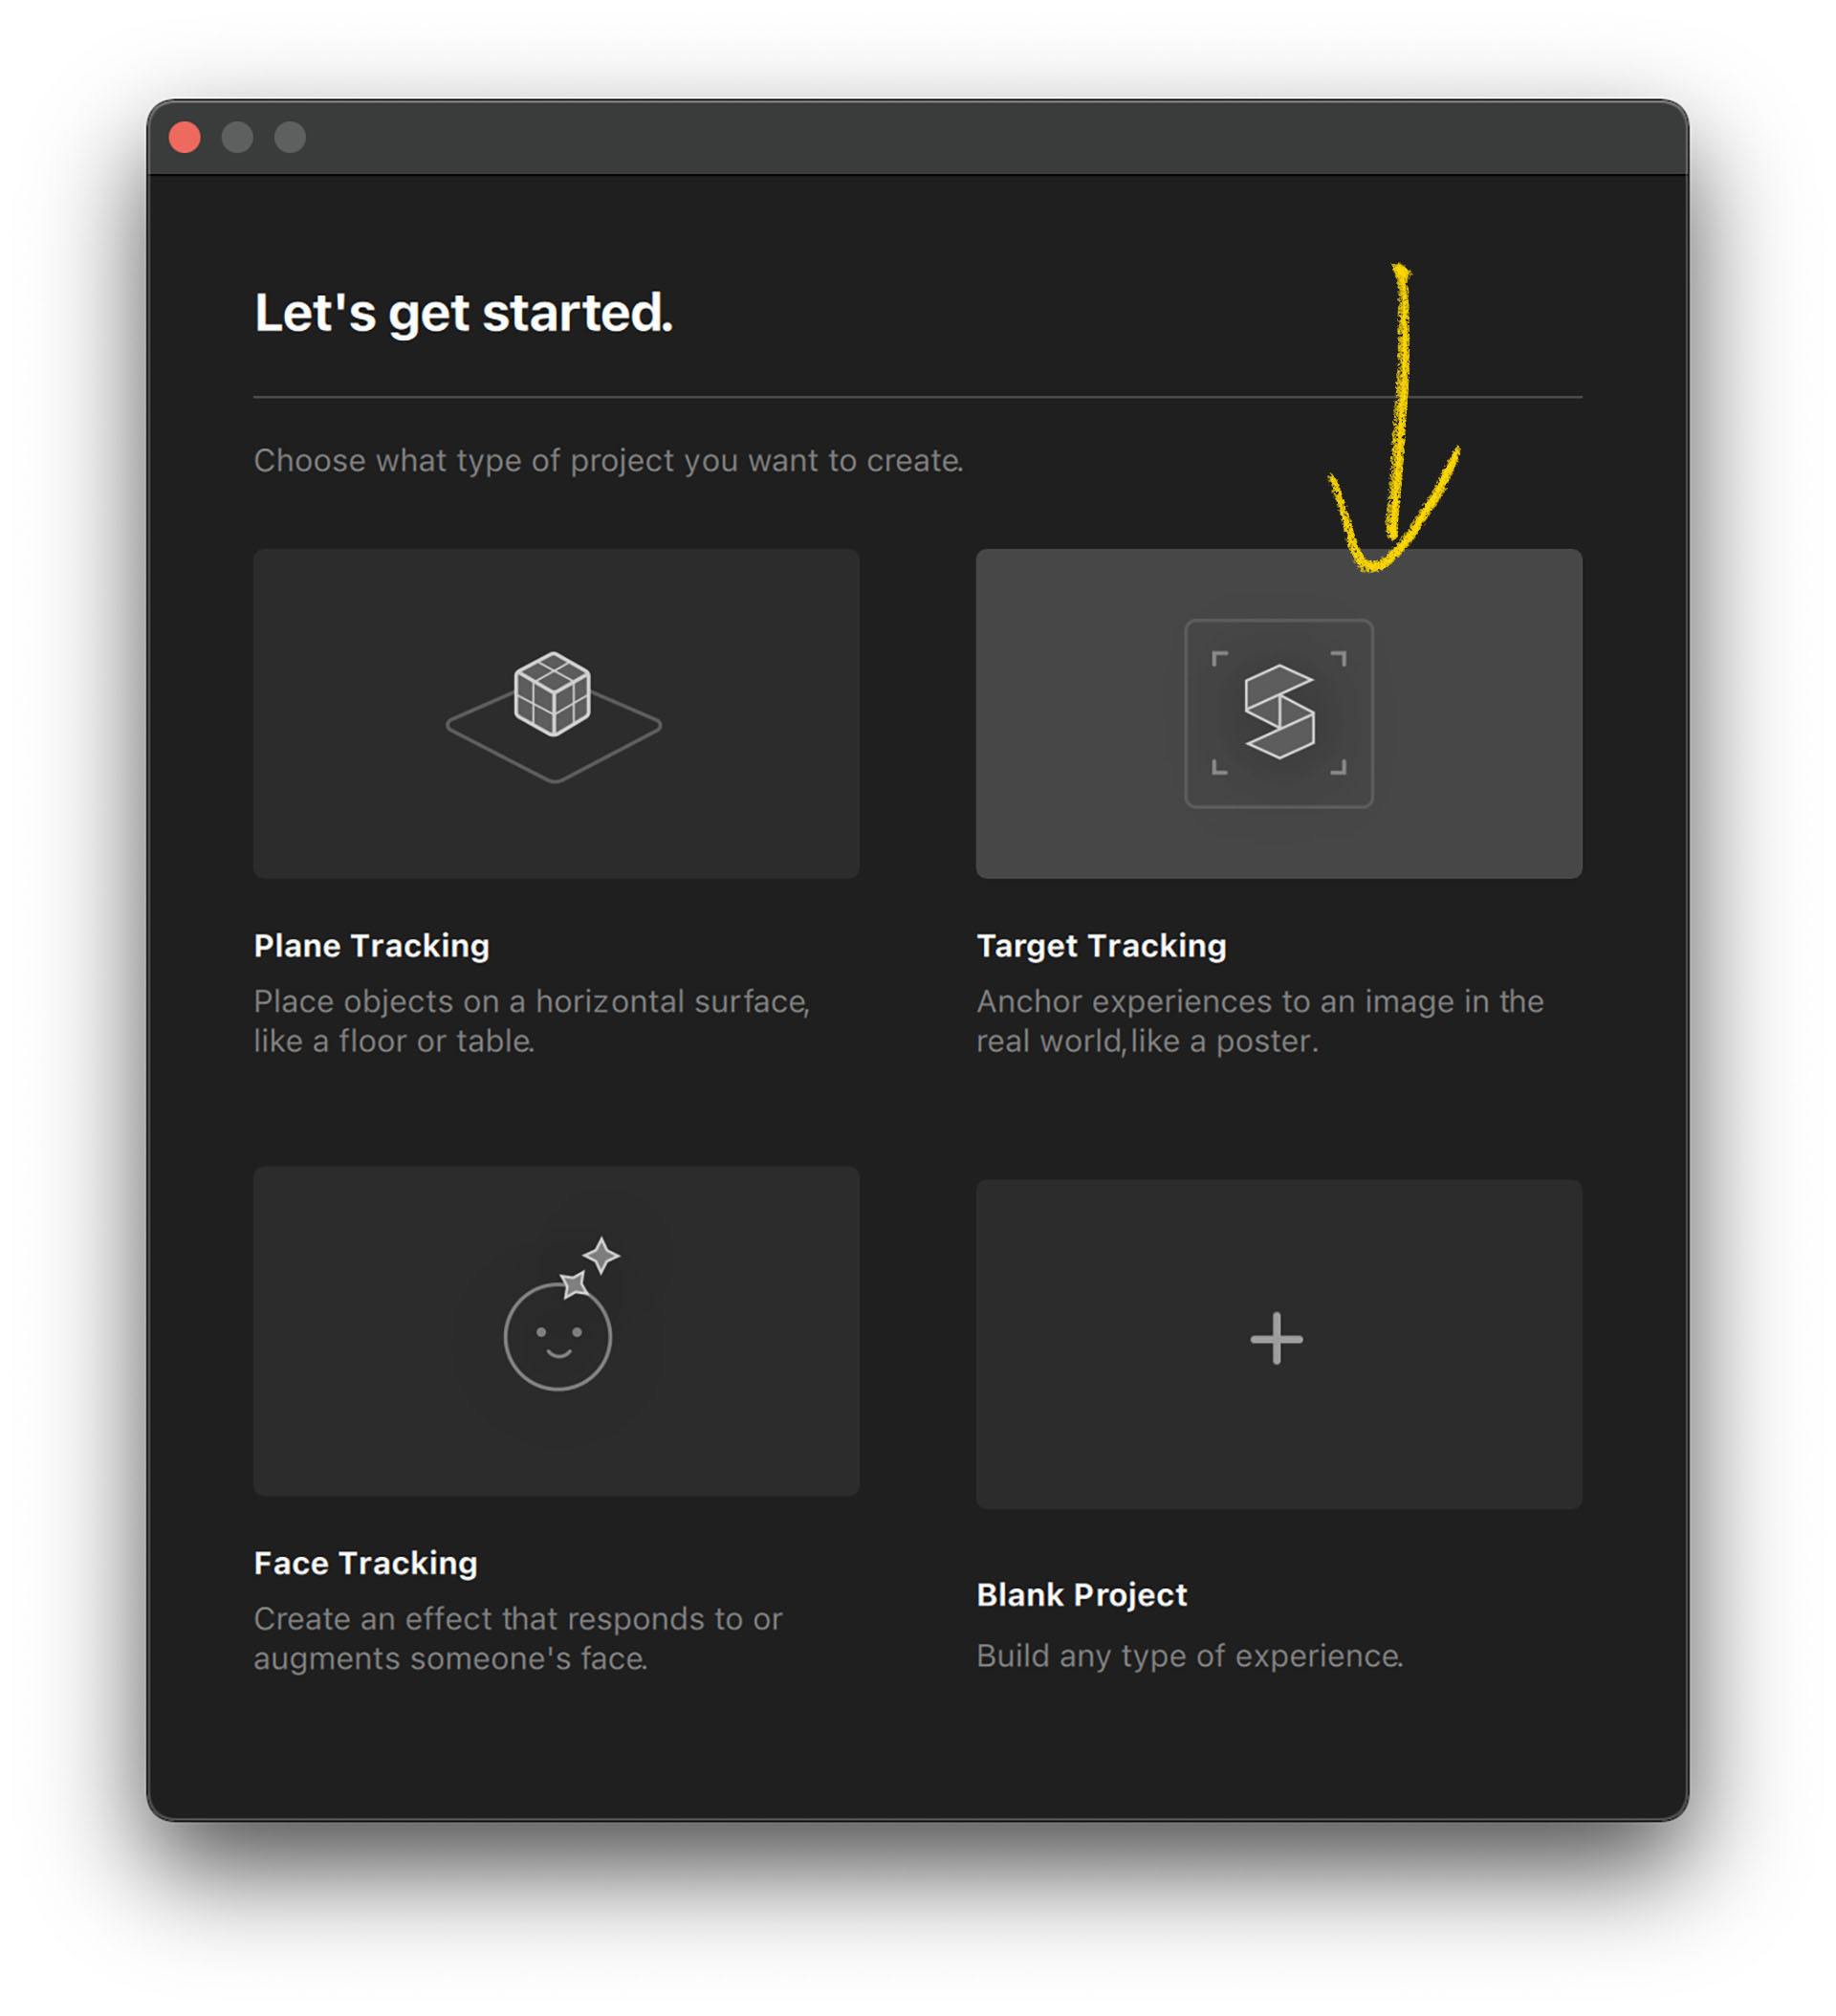 Let's get started.
Choose what type of project you want to create.
Plane Tracking
Place objects on a horizontal surface,
like a floor or table.
Target Tracking
Anchor experiences to an image in the
real world, like a poster.
Face Tracking
Create an effect that responds to or
augments someone's face.
Blank Project
Build any type of experience.